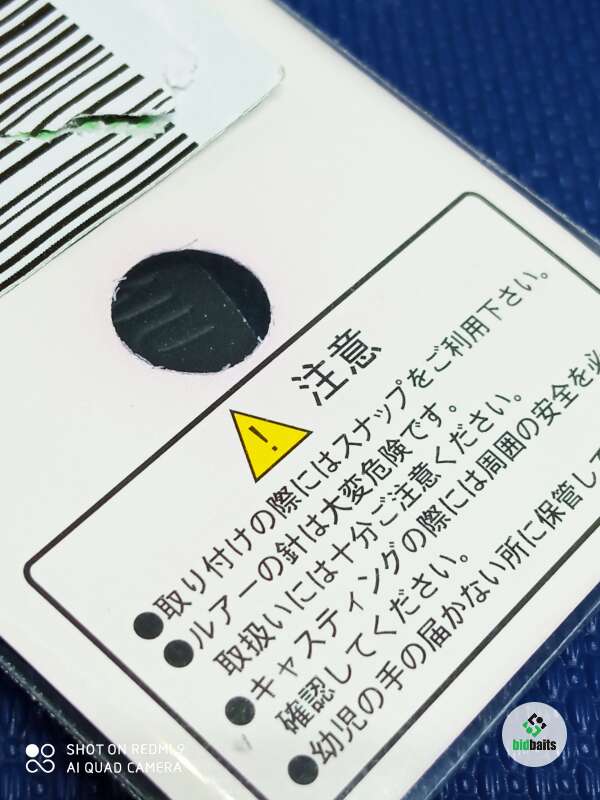 注意
●取り付けの際にはスナップをご利用下さい。
●ルアーの針は大変危険です。
取扱いには十分ご注意ください。
●キャスティングの際には周囲の安全を必
確認してください。
●幼児の手の届かない所に保管して
SHOT ON REDMI 9
AI QUAD CAMERA
bidbaits